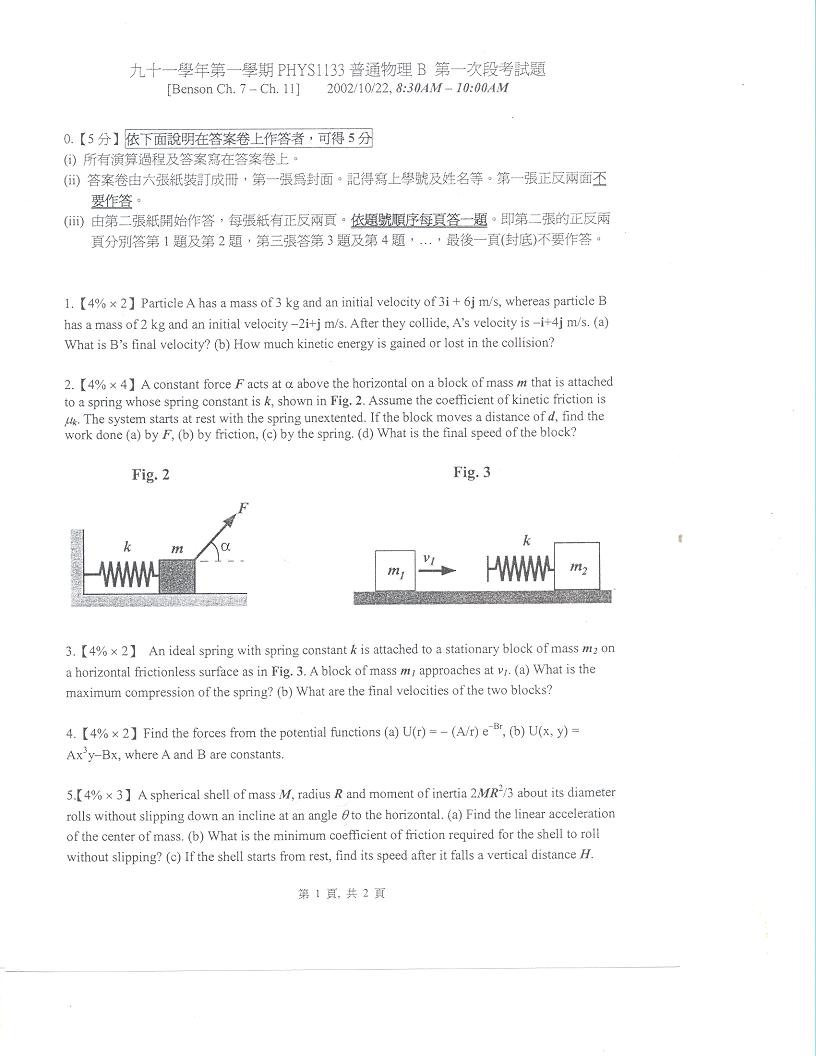 九十一學年第一學期 PHYS1133 普通物理 B 第一次段考試題
[Benson Ch. 7 – Ch. 11] 2002/10/22, 8:30AM – 10:00AM
0.【5 分】依下面說明在答案卷上作答者，可得 5 分
(i) 所有演算過程及答案寫在答案卷上。
(ii) 答案卷由六張紙裝訂成冊，第一張為封面。記得寫上學號及姓名等。第一張正反兩面不
要作答。
(iii) 由第二張紙開始作答，每張紙有正反兩頁。依題號順序每頁答一題。即第二張的正反兩
頁分別答第 1 題及第 2 題，第三張答第 3 題及第 4 題，…，最後一頁(封底)不要作答。
1.【4% × 2】Particle A has a mass of 3 kg and an initial velocity of 3i + 6j m/s, whereas particle B
has a mass of 2 kg and an initial velocity –2i+j m/s. After they collide, A's velocity is –i+4j m/s. (a)
What is B's final velocity? (b) How much kinetic energy is gained or lost in the collision?
2.【4% × 4】A constant force F acts at α above the horizontal on a block of mass m that is attached
to a spring whose spring constant is k, shown in Fig. 2. Assume the coefficient of kinetic friction is
μk. The system starts at rest with the spring unextented. If the block moves a distance of d, find the
work done (a) by F, (b) by friction, (c) by the spring. (d) What is the final speed of the block?
Fig. 2 Fig. 3
F
k m α
k
m1 v1 m2
3.【4% × 2】 An ideal spring with spring constant k is attached to a stationary block of mass m2 on
a horizontal frictionless surface as in Fig. 3. A block of mass m1 approaches at v1. (a) What is the
maximum compression of the spring? (b) What are the final velocities of the two blocks?
4.【4% × 2】Find the forces from the potential functions (a) U(r) = – (A/r) e^–Br, (b) U(x, y) =
Ax³y–Bx, where A and B are constants.
5.【4% × 3】A spherical shell of mass M, radius R and moment of inertia 2MR²/3 about its diameter
rolls without slipping down an incline at an angle θ to the horizontal. (a) Find the linear acceleration
of the center of mass. (b) What is the minimum coefficient of friction required for the shell to roll
without slipping? (c) If the shell starts from rest, find its speed after it falls a vertical distance H.
第 1 頁, 共 2 頁